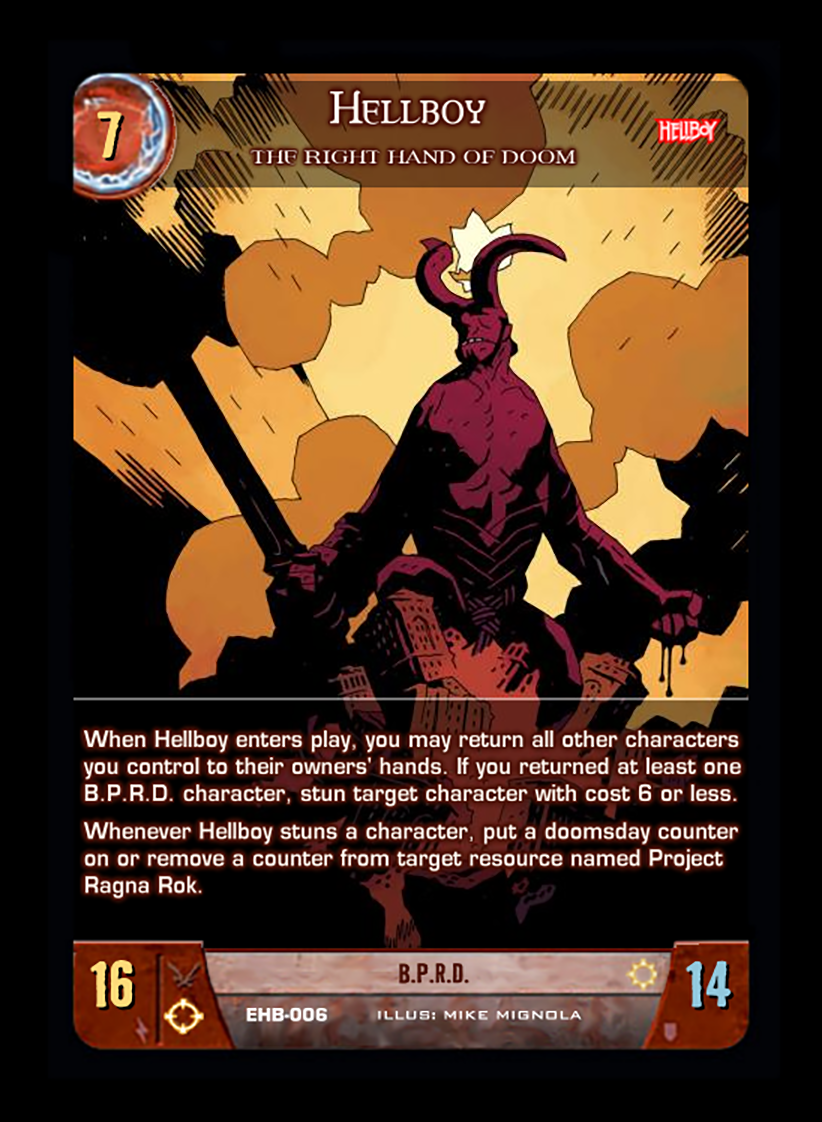 7
Hellboy
THE RIGHT HAND OF DOOM
HELLBOY
When Hellboy enters play, you may return all other characters
you control to their owners' hands. If you returned at least one
B.P.R.D. character, stun target character with cost 6 or less.
Whenever Hellboy stuns a character, put a doomsday counter
on or remove a counter from target resource named Project
Ragna Rok.
16
B.P.R.D.
14
EHB-006 ILLUS: MIKE MIGNOLA